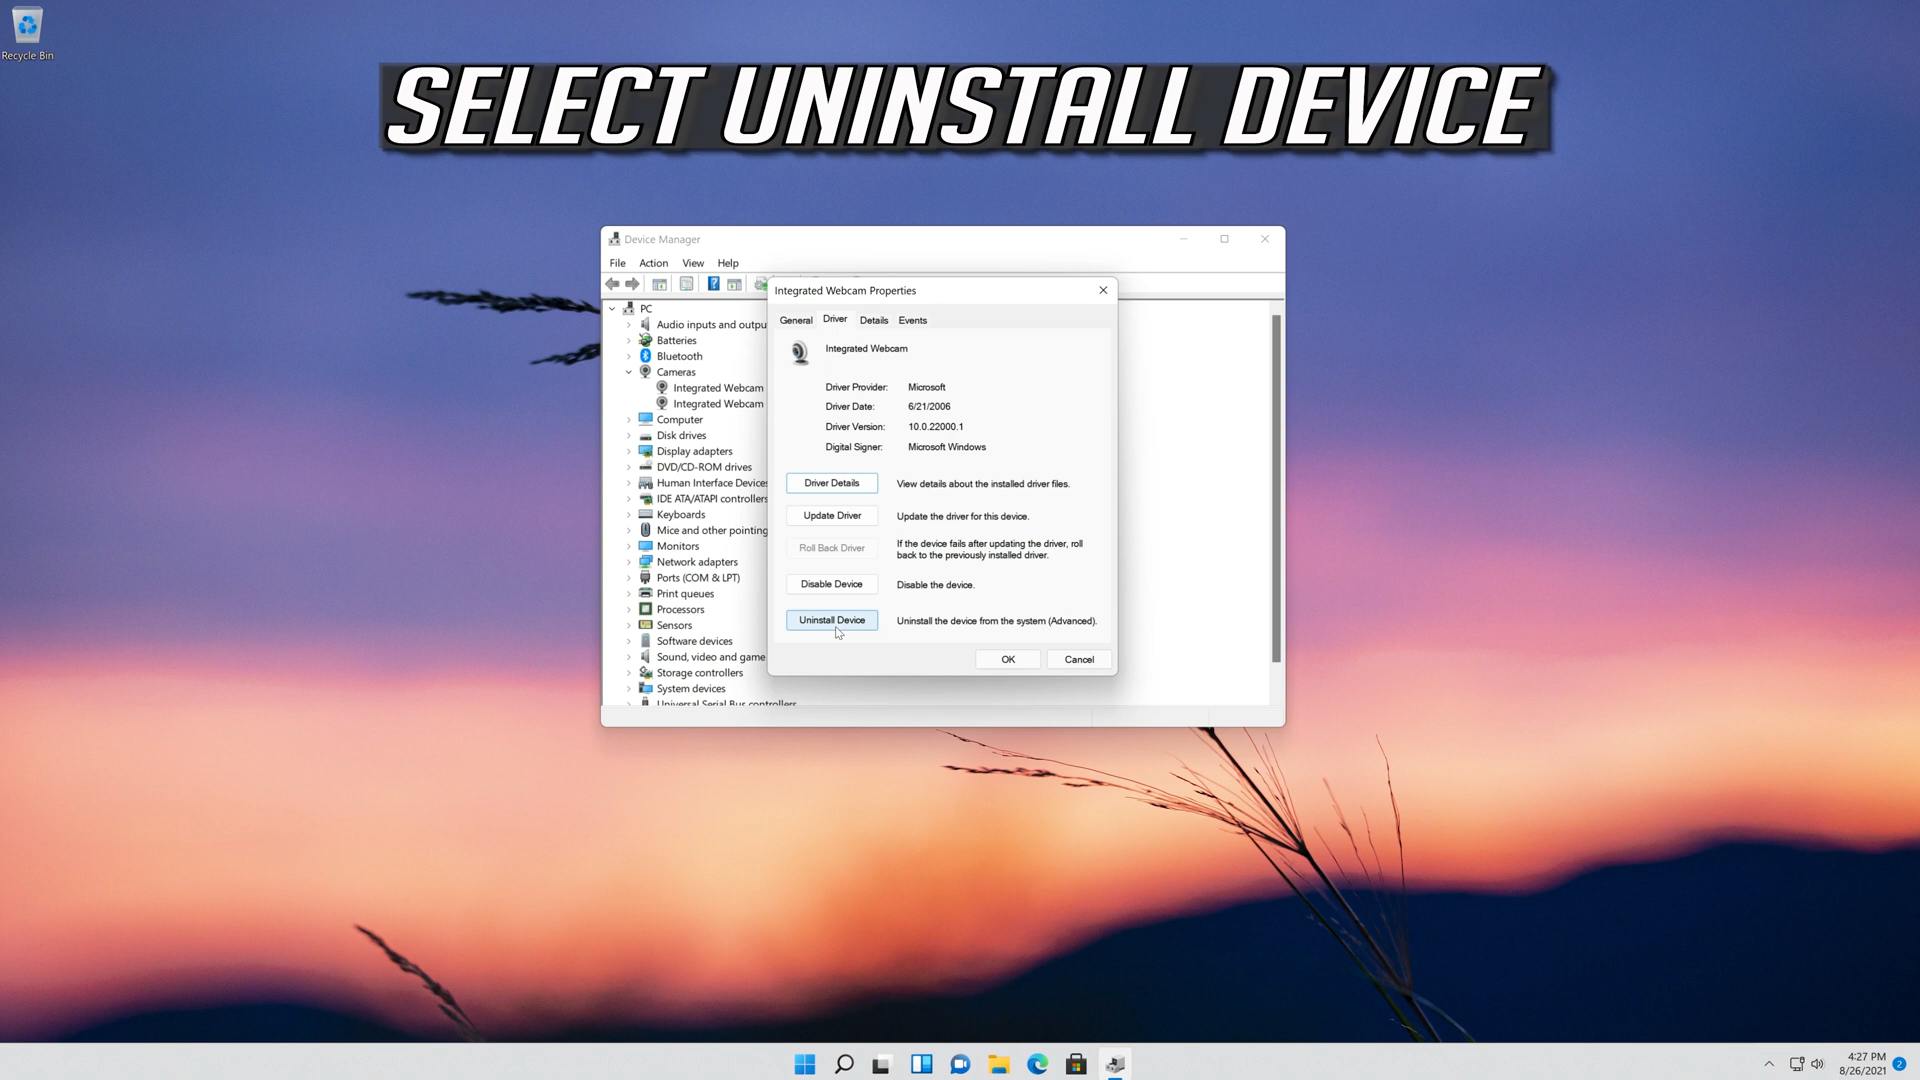 Recycle Bin
SELECT UNINSTALL DEVICE
Device Manager
File Action View Help
PC
Audio inputs and outpu
Batteries
Bluetooth
Cameras
Integrated Webcam
Integrated Webcam
Computer
Disk drives
Display adapters
DVD/CD-ROM drives
Human Interface Devices
IDE ATA/ATAPI controllers
Keyboards
Mice and other pointing
Monitors
Network adapters
Ports (COM & LPT)
Print queues
Processors
Sensors
Software devices
Sound, video and game
Storage controllers
System devices
Universal Serial Bus controllers
Integrated Webcam Properties
General Driver Details Events
Integrated Webcam
Driver Provider: Microsoft
Driver Date: 6/21/2006
Driver Version: 10.0.22000.1
Digital Signer: Microsoft Windows
Driver Details View details about the installed driver files.
Update Driver Update the driver for this device.
Roll Back Driver If the device fails after updating the driver, roll
back to the previously installed driver.
Disable Device Disable the device.
Uninstall Device Uninstall the device from the system (Advanced).
OK Cancel
4:27 PM
8/26/2021
2